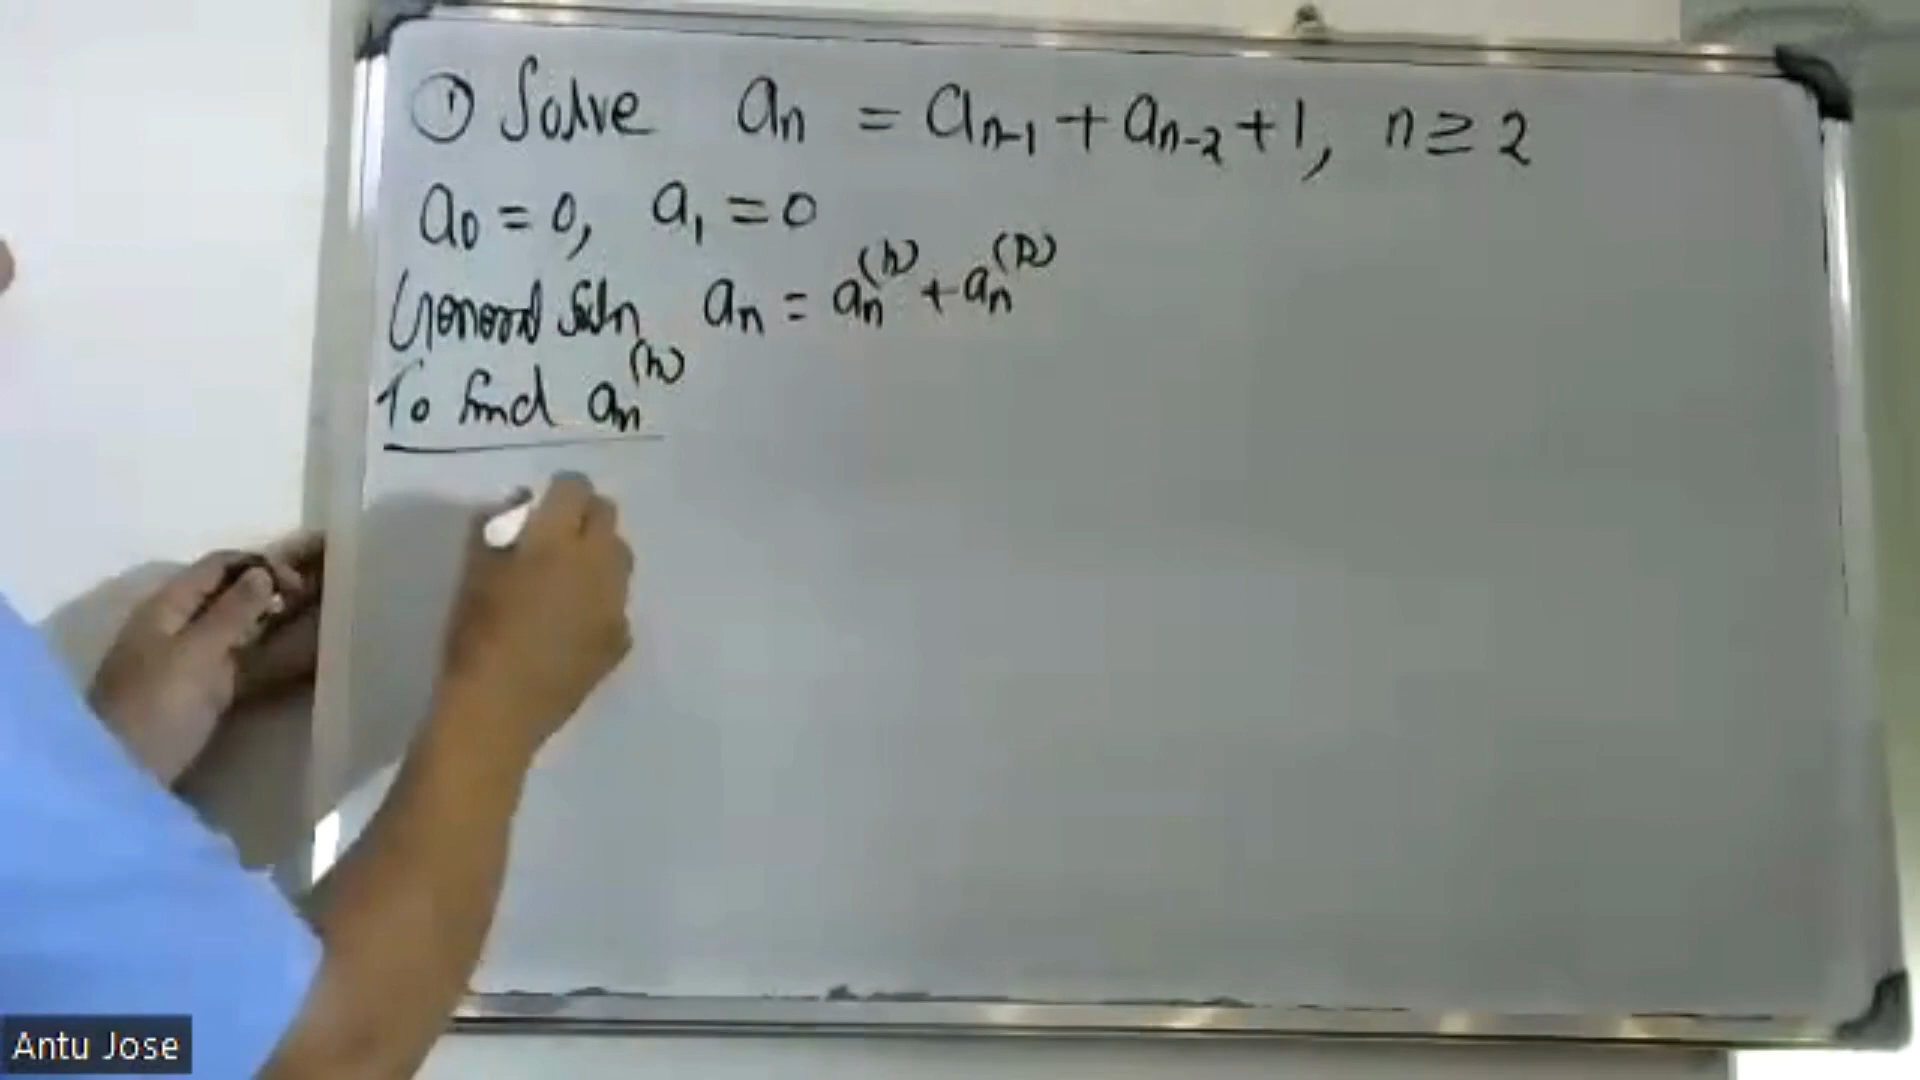 ① Solve aₙ = aₙ₋₁ + aₙ₋₂ + 1, n ≥ 2
a₀ = 0, a₁ = 0
General Soln aₙ = aₙ⁽ʰ⁾ + aₙ⁽ᵖ⁾
To find aₙ⁽ʰ⁾
Antu Jose